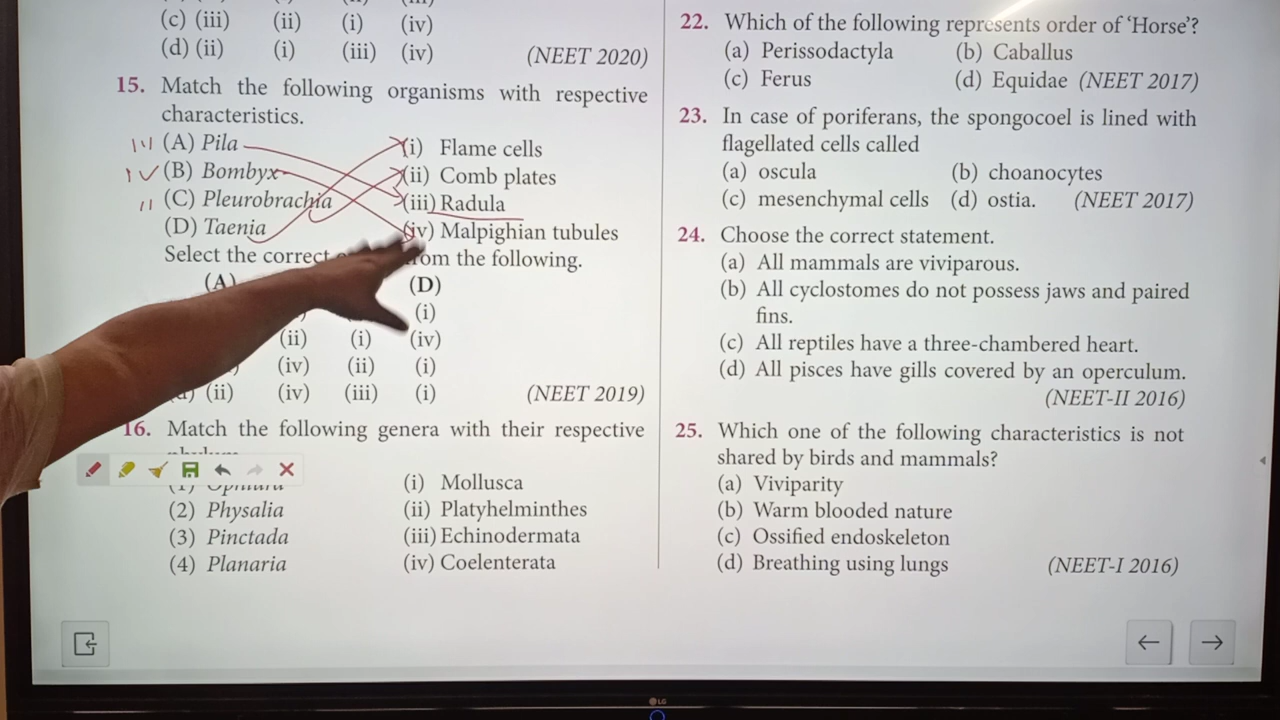 (c) (iii) (ii) (i) (iv)
(d) (ii) (i) (iii) (iv) (NEET 2020)
15. Match the following organisms with respective
characteristics.
(A) Pila (i) Flame cells
(B) Bombyx (ii) Comb plates
(C) Pleurobrachia (iii) Radula
(D) Taenia (iv) Malpighian tubules
Select the correct from the following.
(A) (D)
(i)
(ii) (i) (iv)
(iv) (ii) (i)
(ii) (iv) (iii) (i) (NEET 2019)
16. Match the following genera with their respective
(2) Physalia (i) Mollusca
(3) Pinctada (ii) Platyhelminthes
(4) Planaria (iii) Echinodermata
(iv) Coelenterata
22. Which of the following represents order of 'Horse'?
(a) Perissodactyla (b) Caballus
(c) Ferus (d) Equidae (NEET 2017)
23. In case of poriferans, the spongocoel is lined with
flagellated cells called
(a) oscula (b) choanocytes
(c) mesenchymal cells (d) ostia. (NEET 2017)
24. Choose the correct statement.
(a) All mammals are viviparous.
(b) All cyclostomes do not possess jaws and paired
fins.
(c) All reptiles have a three-chambered heart.
(d) All pisces have gills covered by an operculum.
(NEET-II 2016)
25. Which one of the following characteristics is not
shared by birds and mammals?
(a) Viviparity
(b) Warm blooded nature
(c) Ossified endoskeleton
(d) Breathing using lungs (NEET-I 2016)
LG